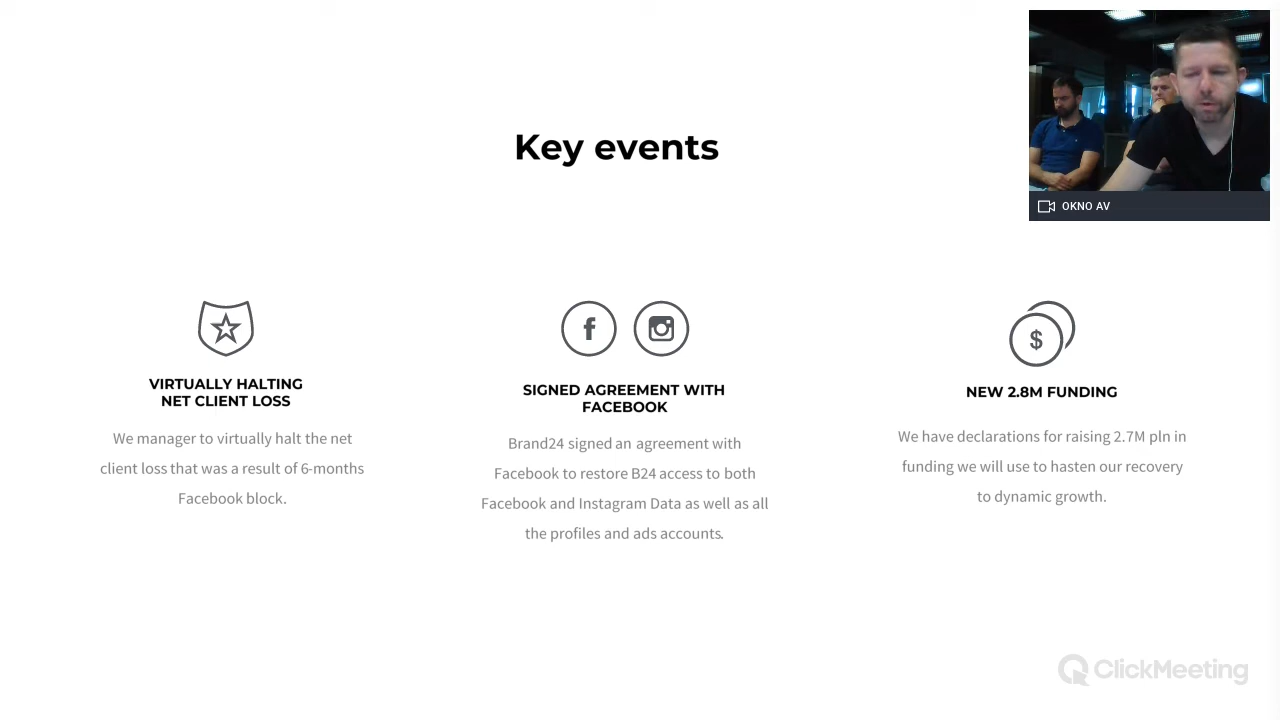 Key events
OKNO AV
VIRTUALLY HALTING
NET CLIENT LOSS
We manager to virtually halt the net
client loss that was a result of 6-months
Facebook block.
SIGNED AGREEMENT WITH
FACEBOOK
Brand24 signed an agreement with
Facebook to restore B24 access to both
Facebook and Instagram Data as well as all
the profiles and ads accounts.
NEW 2.8M FUNDING
We have declarations for raising 2.7M pln in
funding we will use to hasten our recovery
to dynamic growth.
ClickMeeting